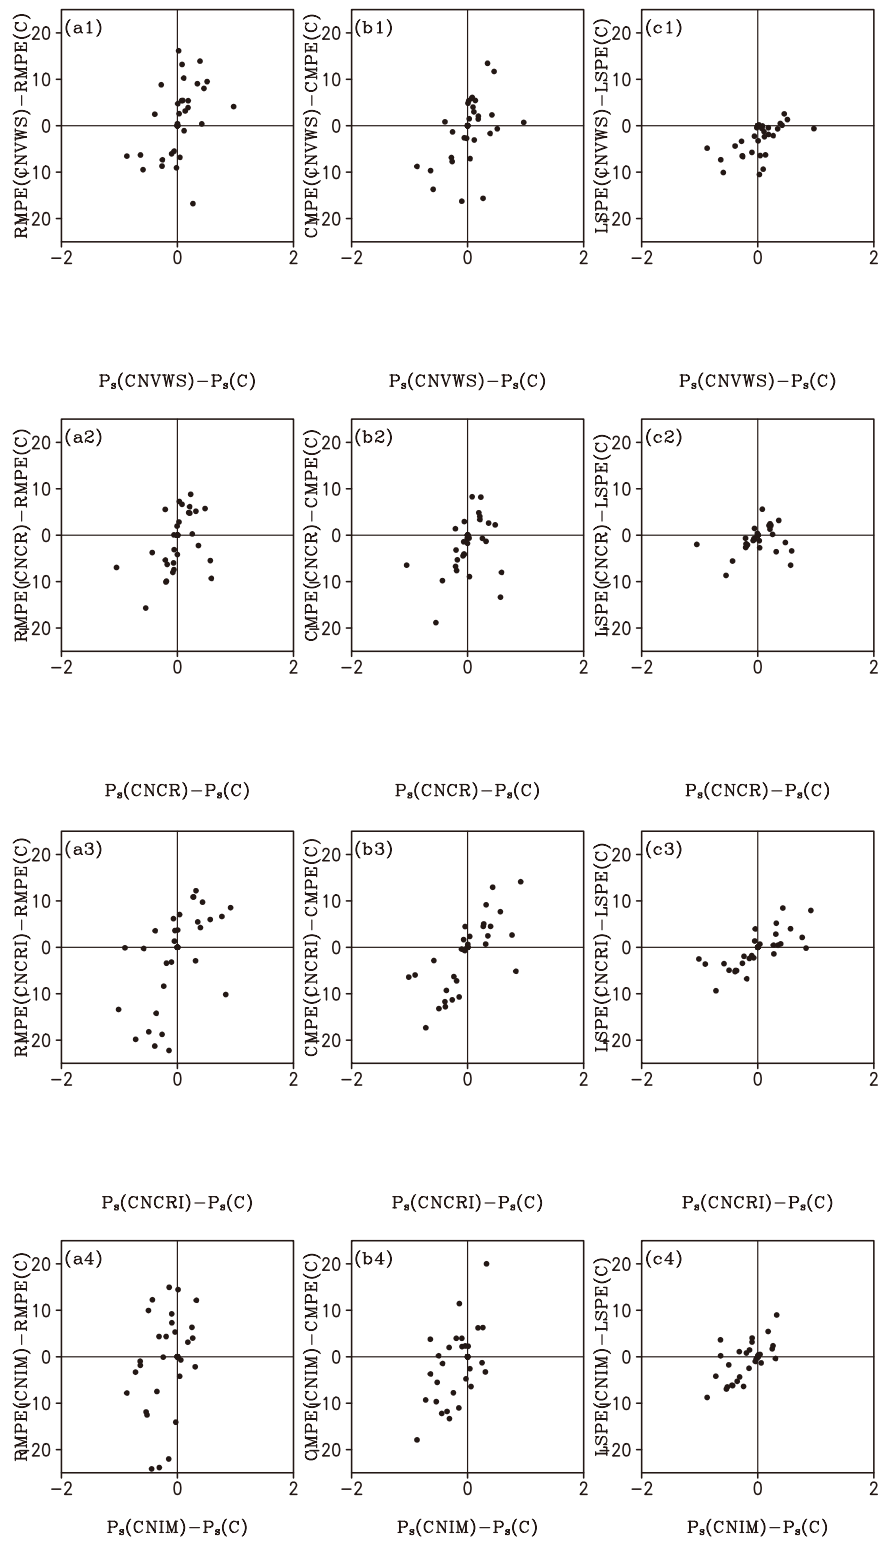 (a1)
RMPE(CNVWS)−RMPE(C)
20
10
0
−10
−20
−2 0 2
Ps(CNVWS)−Ps(C)
(b1)
CMPE(CNVWS)−CMPE(C)
20
10
0
−10
−20
−2 0 2
Ps(CNVWS)−Ps(C)
(c1)
LSPE(CNVWS)−LSPE(C)
20
10
0
−10
−20
−2 0 2
Ps(CNVWS)−Ps(C)
(a2)
RMPE(CNCR)−RMPE(C)
20
10
0
−10
−20
−2 0 2
Ps(CNCR)−Ps(C)
(b2)
CMPE(CNCR)−CMPE(C)
20
10
0
−10
−20
−2 0 2
Ps(CNCR)−Ps(C)
(c2)
LSPE(CNCR)−LSPE(C)
20
10
0
−10
−20
−2 0 2
Ps(CNCR)−Ps(C)
(a3)
RMPE(CNCRI)−RMPE(C)
20
10
0
−10
−20
−2 0 2
Ps(CNCRI)−Ps(C)
(b3)
CMPE(CNCRI)−CMPE(C)
20
10
0
−10
−20
−2 0 2
Ps(CNCRI)−Ps(C)
(c3)
LSPE(CNCRI)−LSPE(C)
20
10
0
−10
−20
−2 0 2
Ps(CNCRI)−Ps(C)
(a4)
RMPE(CNIM)−RMPE(C)
20
10
0
−10
−20
−2 0 2
Ps(CNIM)−Ps(C)
(b4)
CMPE(CNIM)−CMPE(C)
20
10
0
−10
−20
−2 0 2
Ps(CNIM)−Ps(C)
(c4)
LSPE(CNIM)−LSPE(C)
20
10
0
−10
−20
−2 0 2
Ps(CNIM)−Ps(C)